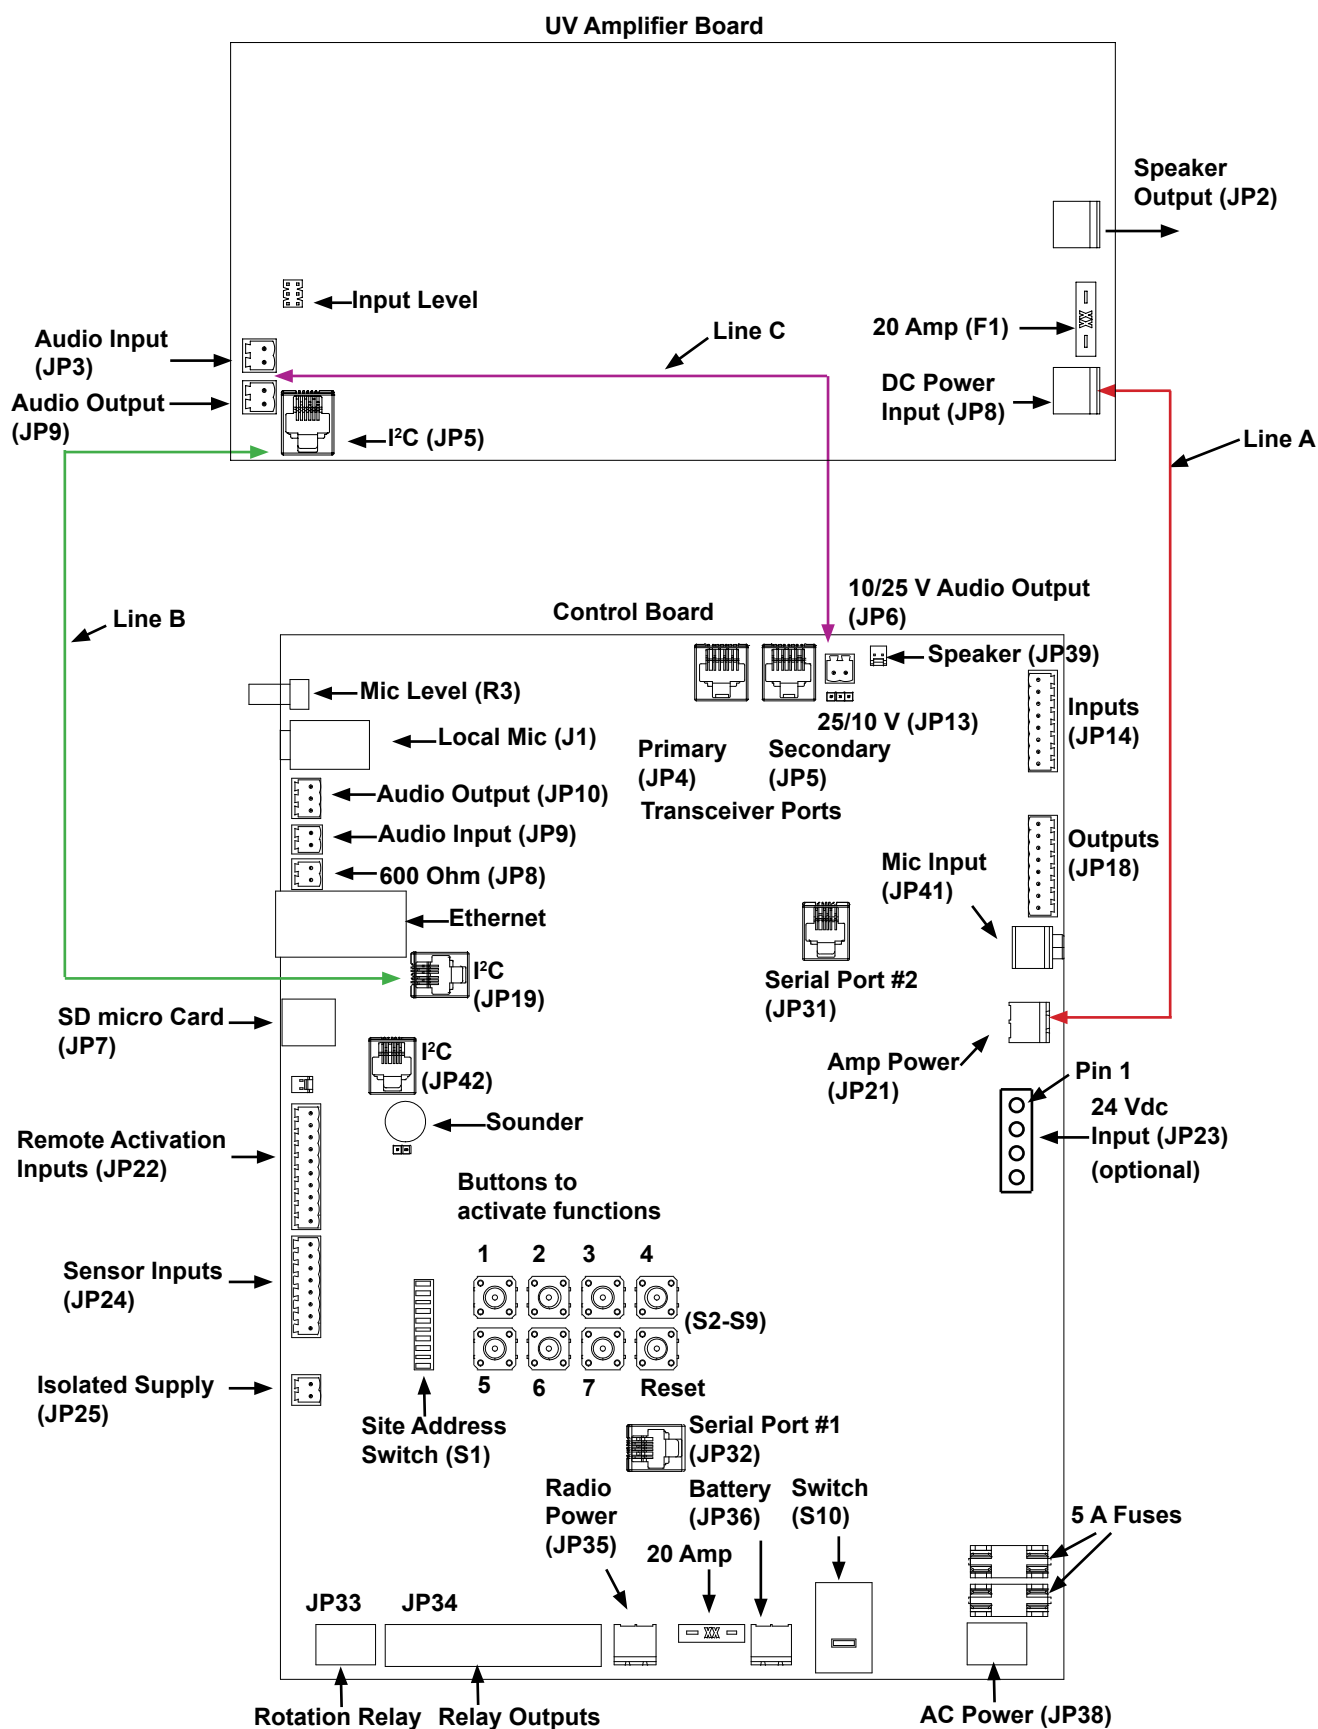 UV Amplifier Board
Speaker
Output (JP2)
Input Level
20 Amp (F1)
Line C
Audio Input
(JP3)
DC Power
Input (JP8)
Audio Output
(JP9)
I²C (JP5)
Line A
10/25 V Audio Output
(JP6)
Control Board
Line B
Speaker (JP39)
Mic Level (R3)
Inputs
(JP14)
25/10 V (JP13)
Local Mic (J1)
Primary
(JP4)
Secondary
(JP5)
Transceiver Ports
Audio Output (JP10)
Audio Input (JP9)
Outputs
(JP18)
Mic Input
(JP41)
600 Ohm (JP8)
Ethernet
I²C
(JP19)
Serial Port #2
(JP31)
SD micro Card
(JP7)
I²C
(JP42)
Amp Power
(JP21)
Pin 1
24 Vdc
Input (JP23)
(optional)
Sounder
Remote Activation
Inputs (JP22)
Buttons to
activate functions
1 2 3 4
Sensor Inputs
(JP24)
(S2-S9)
5 6 7 Reset
Isolated Supply
(JP25)
Site Address
Switch (S1)
Serial Port #1
(JP32)
Radio
Power
(JP35)
Battery
(JP36)
Switch
(S10)
5 A Fuses
20 Amp
JP33
JP34
Rotation Relay
Relay Outputs
AC Power (JP38)